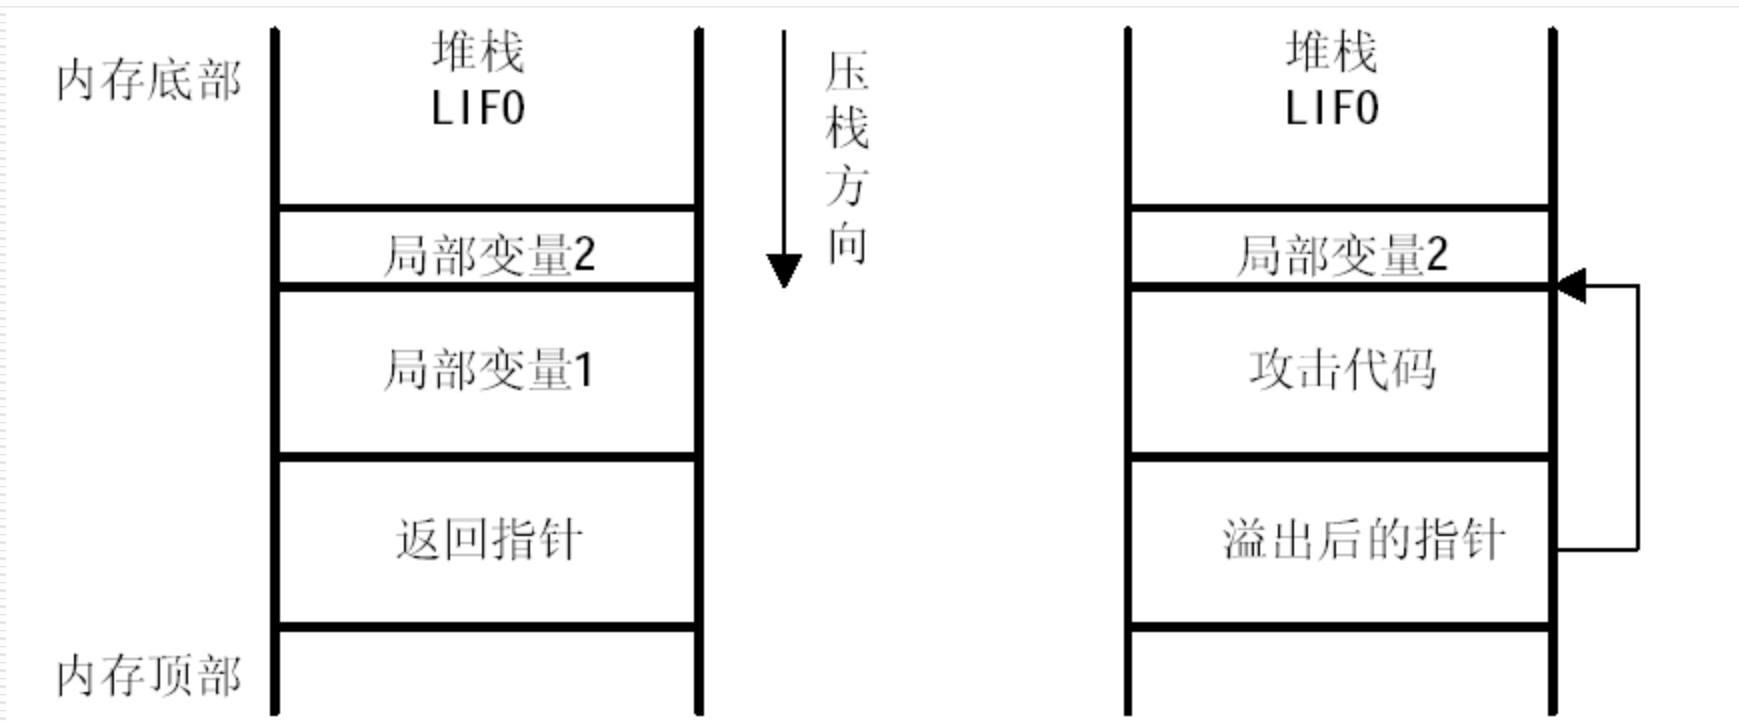 内存底部
堆栈
LIFO
局部变量2
局部变量1
返回指针
内存顶部
压栈方向
堆栈
LIFO
局部变量2
攻击代码
溢出后的指针